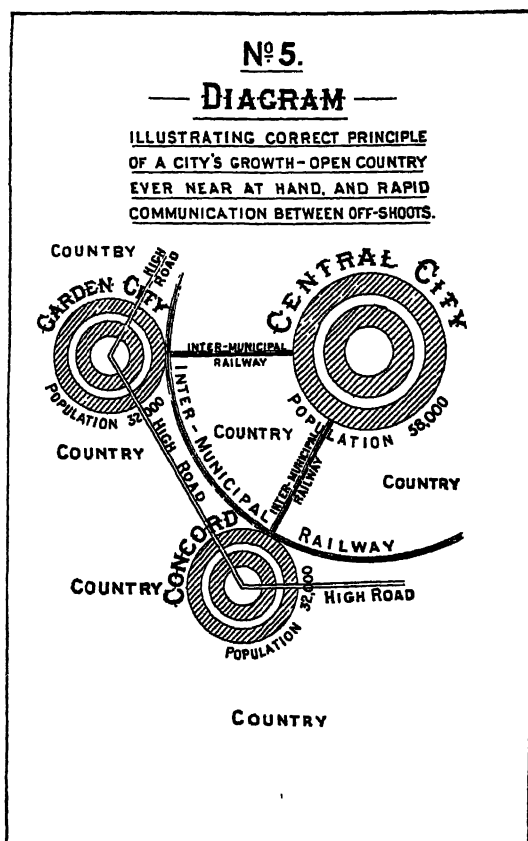 Nº 5.
— DIAGRAM —
ILLUSTRATING CORRECT PRINCIPLE
OF A CITY'S GROWTH - OPEN COUNTRY
EVER NEAR AT HAND, AND RAPID
COMMUNICATION BETWEEN OFF-SHOOTS.
COUNTRY
HIGH
ROAD
GARDEN CITY
POPULATION 32,000
CENTRAL CITY
POPULATION 58,000
INTER-MUNICIPAL
RAILWAY
INTER-MUNICIPAL RAILWAY
COUNTRY
INTER-MUNICIPAL
RAILWAY
COUNTRY
HIGH ROAD
COUNTRY
CONCORD
POPULATION 32,000
COUNTRY
HIGH ROAD
COUNTRY